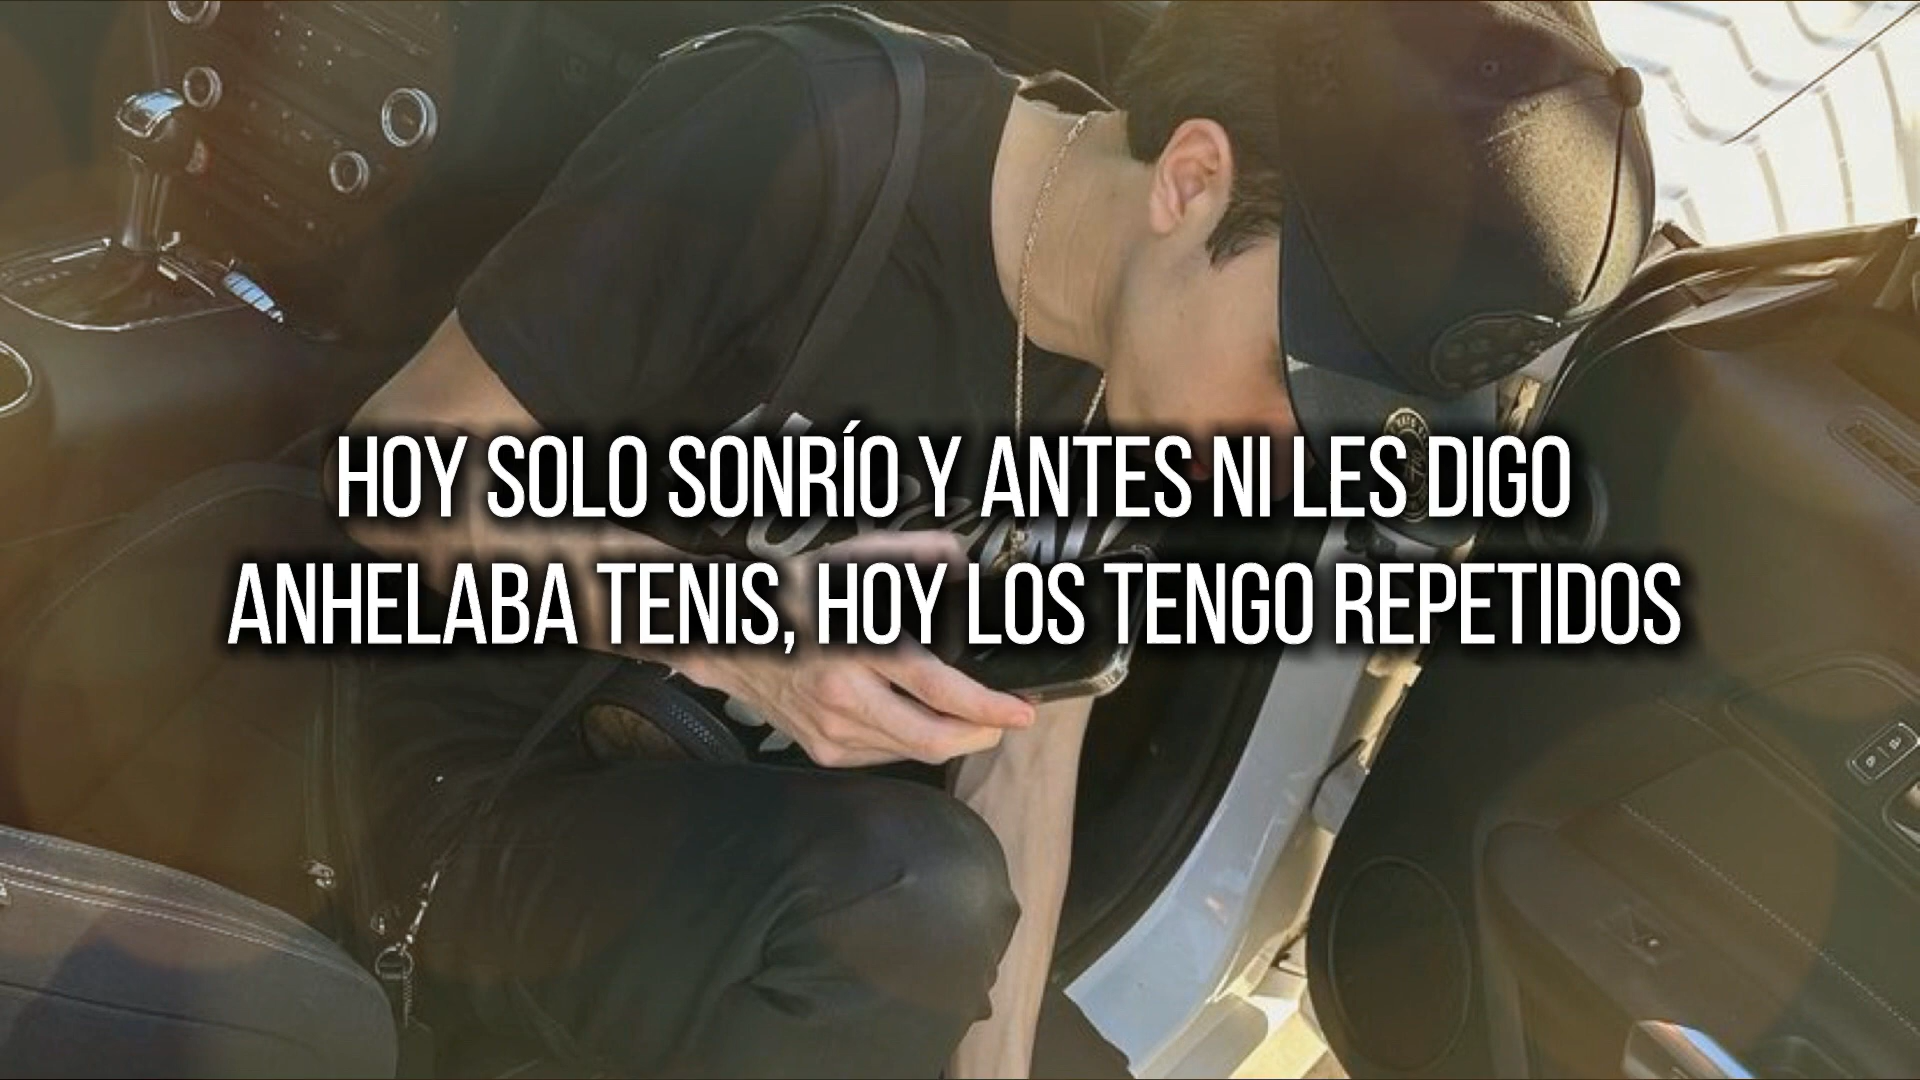 HOY SOLO SONRÍO Y ANTES NI LES DIGO
ANHELABA TENIS, HOY LOS TENGO REPETIDOS